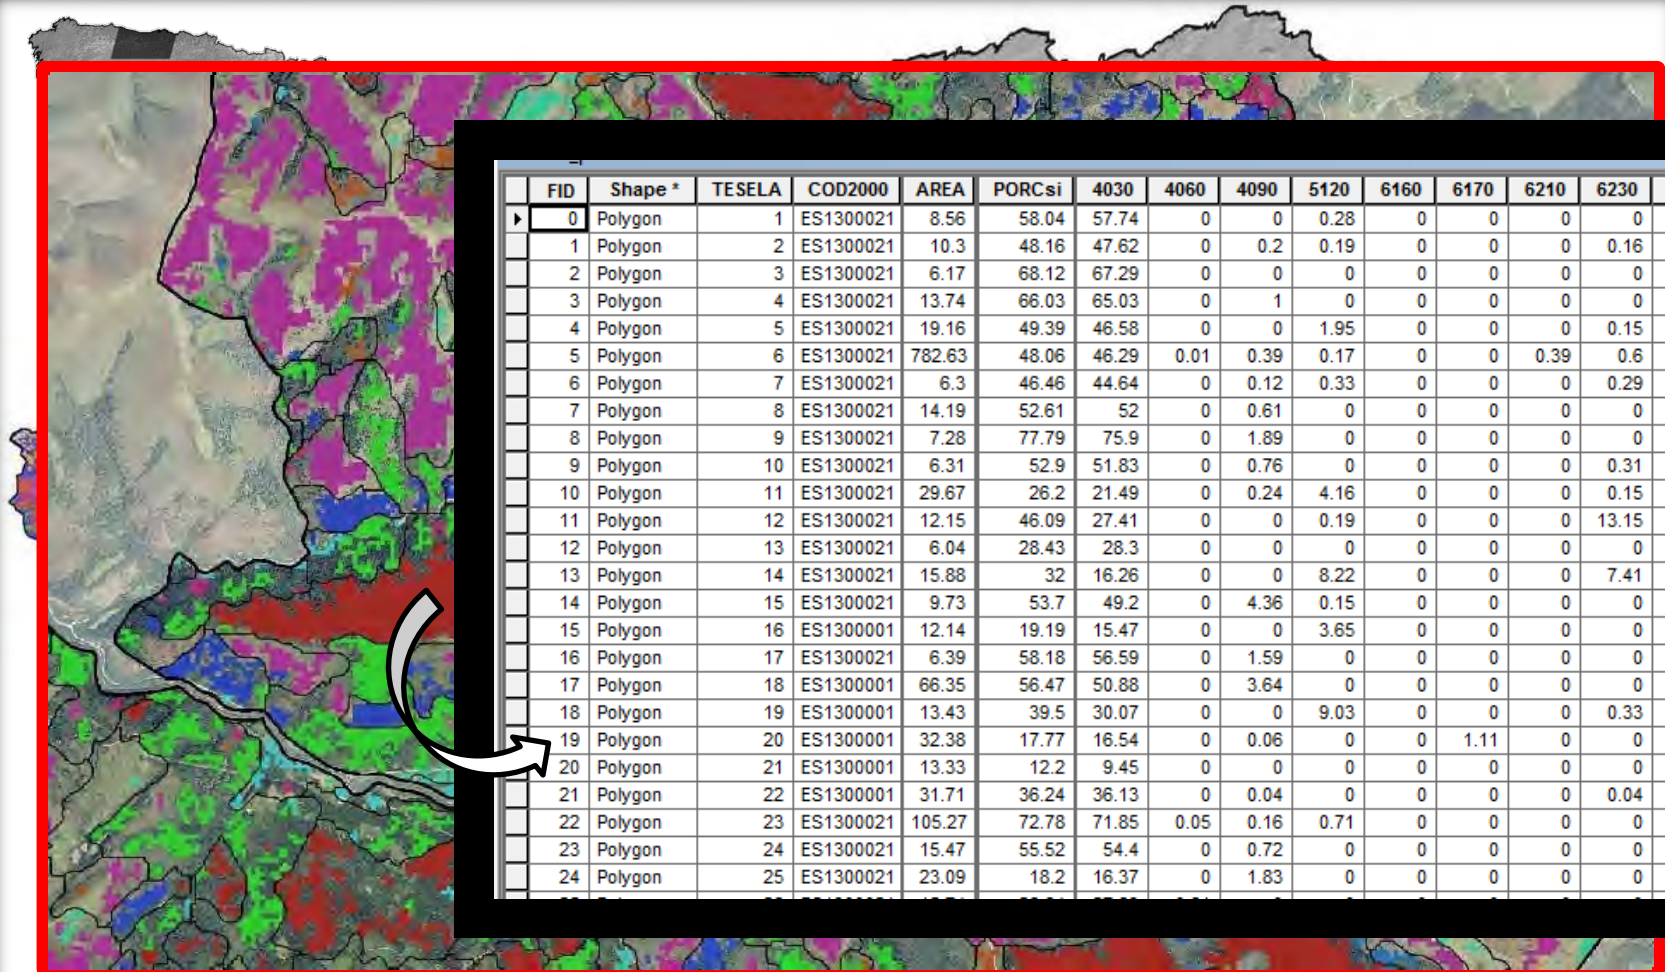 FID Shape * TESELA COD2000 AREA PORCsi 4030 4060 4090 5120 6160 6170 6210 6230
0 Polygon 1 ES1300021 8.56 58.04 57.74 0 0 0.28 0 0 0 0
1 Polygon 2 ES1300021 10.3 48.16 47.62 0 0.2 0.19 0 0 0 0.16
2 Polygon 3 ES1300021 6.17 68.12 67.29 0 0 0 0 0 0 0
3 Polygon 4 ES1300021 13.74 66.03 65.03 0 1 0 0 0 0 0
4 Polygon 5 ES1300021 19.16 49.39 46.58 0 0 1.95 0 0 0 0.15
5 Polygon 6 ES1300021 782.63 48.06 46.29 0.01 0.39 0.17 0 0 0.39 0.6
6 Polygon 7 ES1300021 6.3 46.46 44.64 0 0.12 0.33 0 0 0 0.29
7 Polygon 8 ES1300021 14.19 52.61 52 0 0.61 0 0 0 0 0
8 Polygon 9 ES1300021 7.28 77.79 75.9 0 1.89 0 0 0 0 0
9 Polygon 10 ES1300021 6.31 52.9 51.83 0 0.76 0 0 0 0 0.31
10 Polygon 11 ES1300021 29.67 26.2 21.49 0 0.24 4.16 0 0 0 0.15
11 Polygon 12 ES1300021 12.15 46.09 27.41 0 0 0.19 0 0 0 13.15
12 Polygon 13 ES1300021 6.04 28.43 28.3 0 0 0 0 0 0 0
13 Polygon 14 ES1300021 15.88 32 16.26 0 0 8.22 0 0 0 7.41
14 Polygon 15 ES1300021 9.73 53.7 49.2 0 4.36 0.15 0 0 0 0
15 Polygon 16 ES1300001 12.14 19.19 15.47 0 0 3.65 0 0 0 0
16 Polygon 17 ES1300021 6.39 58.18 56.59 0 1.59 0 0 0 0 0
17 Polygon 18 ES1300001 66.35 56.47 50.88 0 3.64 0 0 0 0 0
18 Polygon 19 ES1300001 13.43 39.5 30.07 0 0 9.03 0 0 0 0.33
19 Polygon 20 ES1300001 32.38 17.77 16.54 0 0.06 0 0 1.11 0 0
20 Polygon 21 ES1300001 13.33 12.2 9.45 0 0 0 0 0 0 0
21 Polygon 22 ES1300001 31.71 36.24 36.13 0 0.04 0 0 0 0 0.04
22 Polygon 23 ES1300021 105.27 72.78 71.85 0.05 0.16 0.71 0 0 0 0
23 Polygon 24 ES1300021 15.47 55.52 54.4 0 0.72 0 0 0 0 0
24 Polygon 25 ES1300021 23.09 18.2 16.37 0 1.83 0 0 0 0 0